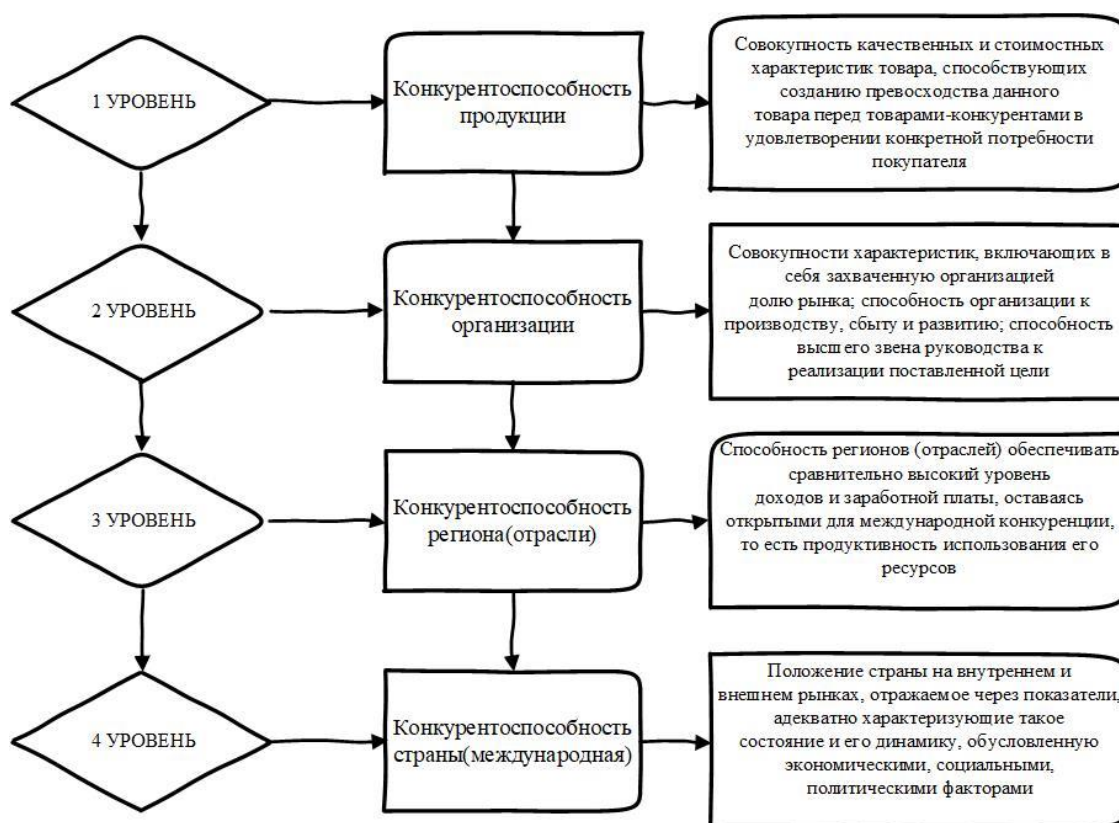 1 УРОВЕНЬ
Конкурентоспособность
продукции
Совокупность качественных и стоимостных
характеристик товара, способствующих
созданию превосходства данного
товара перед товарами-конкурентами в
удовлетворении конкретной потребности
покупателя
2 УРОВЕНЬ
Конкурентоспособность
организации
Совокупности характеристик, включающих в
себя захваченную организацией
долю рынка; способность организации к
производству, сбыту и развитию; способность
высшего звена руководства к
реализации поставленной цели
3 УРОВЕНЬ
Конкурентоспособность
региона(отрасли)
Способность регионов (отраслей) обеспечивать
сравнительно высокий уровень
доходов и заработной платы, оставаясь
открытыми для международной конкуренции,
то есть продуктивность использования его
ресурсов
4 УРОВЕНЬ
Конкурентоспособность
страны(международная)
Положение страны на внутреннем и
внешнем рынках, отражаемое через показатели,
адекватно характеризующие такое
состояние и его динамику, обусловленную
экономическими, социальными,
политическими факторами